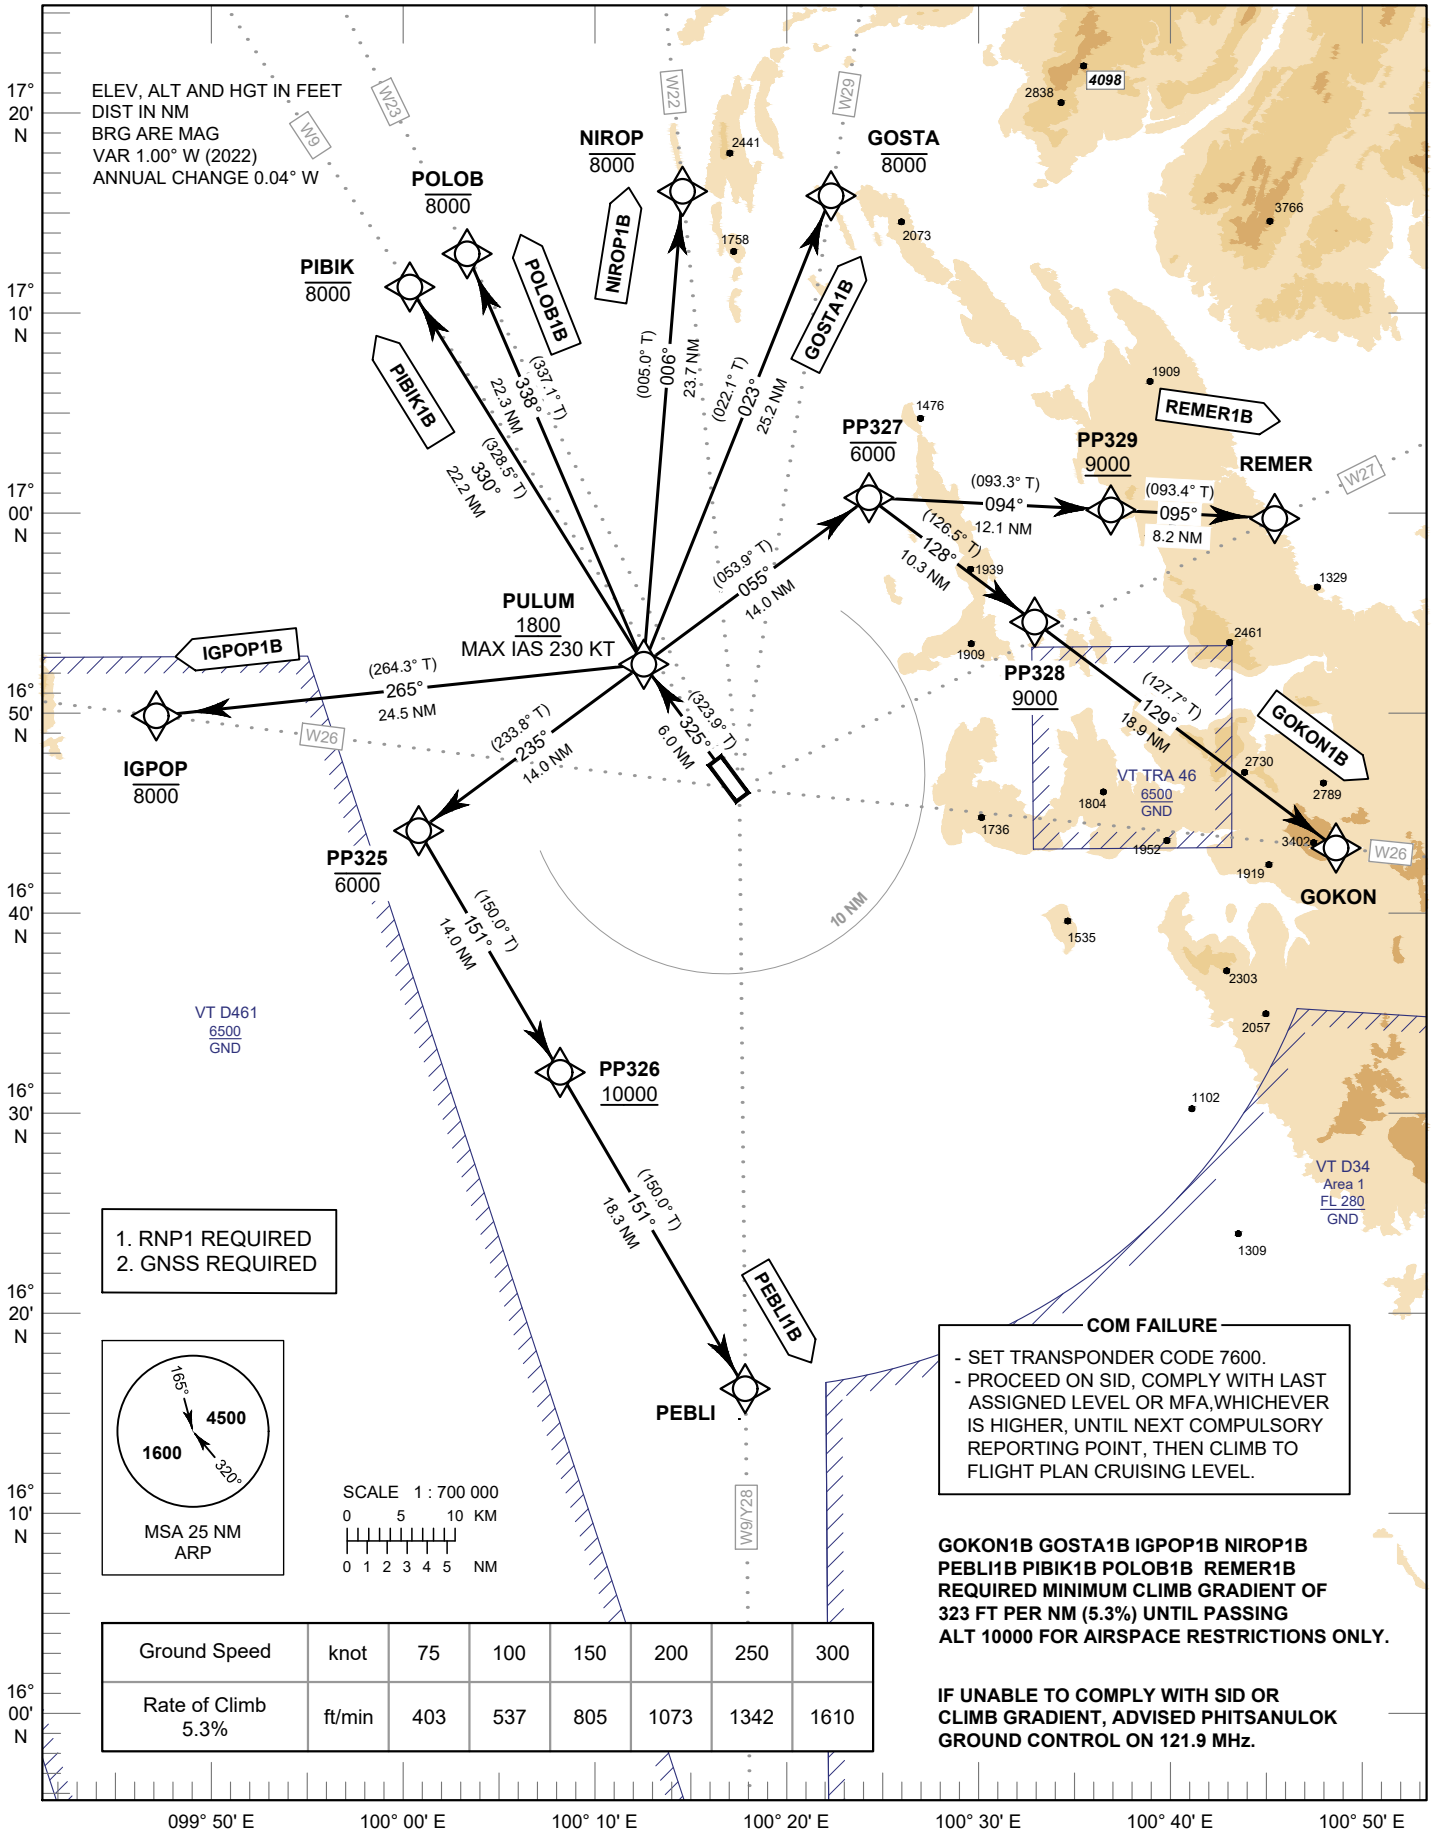 ELEV, ALT AND HGT IN FEET
DIST IN NM
BRG ARE MAG
VAR 1.00° W (2022)
ANNUAL CHANGE 0.04° W
W9
W23
W22
W29
4098
2838
2441
NIROP
8000
GOSTA
8000
POLOB
8000
PIBIK
8000
NIROP1B
POLOB1B
PIBIK1B
GOSTA1B
1758
2073
3766
17°
20'
N
17°
10'
N
17°
00'
N
16°
50'
N
16°
40'
N
16°
30'
N
16°
20'
N
16°
10'
N
16°
00'
N
(005.0° T)
006°
23.7 NM
(022.1° T)
023°
25.2 NM
(337.1° T)
338°
22.3 NM
(328.5° T)
330°
22.2 NM
1909
REMER1B
1476
PP327
6000
PP329
9000
REMER
W27
(093.3° T)
094°
12.1 NM
(093.4° T)
095°
8.2 NM
(126.5° T)
128°
10.3 NM
(053.9° T)
055°
14.0 NM
1939
1329
PULUM
1800
MAX IAS 230 KT
1909
2461
PP328
9000
IGPOP1B
(264.3° T)
265°
24.5 NM
W26
IGPOP
8000
(233.8° T)
235°
14.0 NM
(323.9° T)
325°
6.0 NM
(127.7° T)
129°
18.9 NM
GOKON1B
VT TRA 46
6500
GND
2730
2789
1804
1736
1952
3402
W26
1919
GOKON
PP325
6000
10 NM
(150.0° T)
151°
14.0 NM
1535
2303
2057
VT D461
6500
GND
PP326
10000
1102
VT D34
Area 1
FL 280
GND
1309
(150.0° T)
151°
18.3 NM
PEBLI1B
PEBLI
W9/Y28
1. RNP1 REQUIRED
2. GNSS REQUIRED
165°
4500
1600
320°
MSA 25 NM
ARP
SCALE 1 : 700 000
0 5 10 KM
0 1 2 3 4 5 NM
COM FAILURE
- SET TRANSPONDER CODE 7600.
- PROCEED ON SID, COMPLY WITH LAST
ASSIGNED LEVEL OR MFA,WHICHEVER
IS HIGHER, UNTIL NEXT COMPULSORY
REPORTING POINT, THEN CLIMB TO
FLIGHT PLAN CRUISING LEVEL.
GOKON1B GOSTA1B IGPOP1B NIROP1B
PEBLI1B PIBIK1B POLOB1B REMER1B
REQUIRED MINIMUM CLIMB GRADIENT OF
323 FT PER NM (5.3%) UNTIL PASSING
ALT 10000 FOR AIRSPACE RESTRICTIONS ONLY.
IF UNABLE TO COMPLY WITH SID OR
CLIMB GRADIENT, ADVISED PHITSANULOK
GROUND CONTROL ON 121.9 MHz.
Ground Speed knot 75 100 150 200 250 300
Rate of Climb
5.3% ft/min 403 537 805 1073 1342 1610
099° 50' E 100° 00' E 100° 10' E 100° 20' E 100° 30' E 100° 40' E 100° 50' E